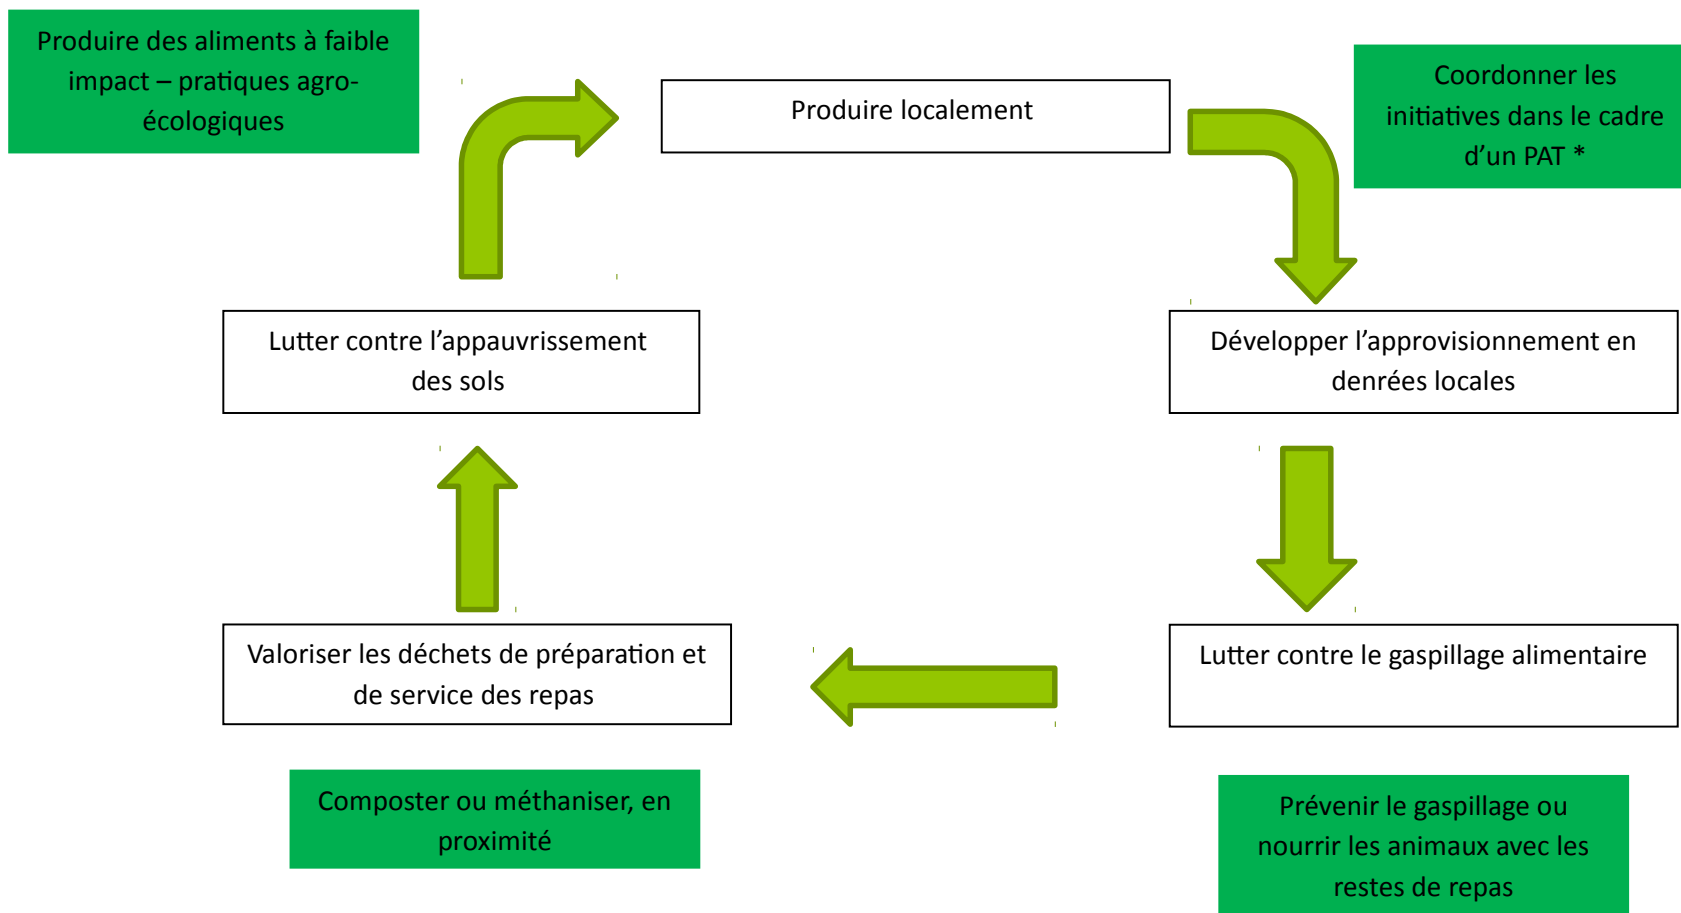 Produire des aliments à faible
impact – pratiques agro-
écologiques
Produire localement
Coordonner les
initiatives dans le cadre
d’un PAT *
Lutter contre l’appauvrissement
des sols
Développer l’approvisionnement en
denrées locales
Valoriser les déchets de préparation et
de service des repas
Lutter contre le gaspillage alimentaire
Composter ou méthaniser, en
proximité
Prévenir le gaspillage ou
nourrir les animaux avec les
restes de repas